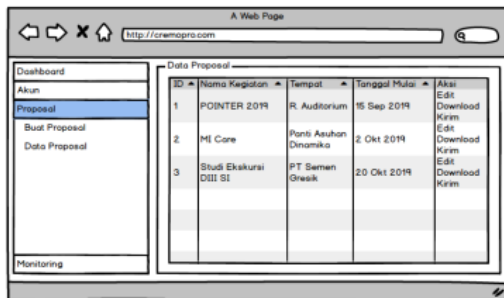 A Web Page
http://cremopro.com
Dashboard
Akun
Proposal
Buat Proposal
Data Proposal
Monitoring
Data Proposal
ID Nama Kegiatan Tempat Tanggal Mulai Aksi
1 POINTER 2019 R. Auditorium 15 Sep 2019 Edit
Download
Kirim
2 MI Care Panti Asuhan 2 Okt 2019 Edit
Dinamika Download
Kirim
3 Studi Ekskursi PT Semen 20 Okt 2019 Edit
DIII SI Gresik Download
Kirim